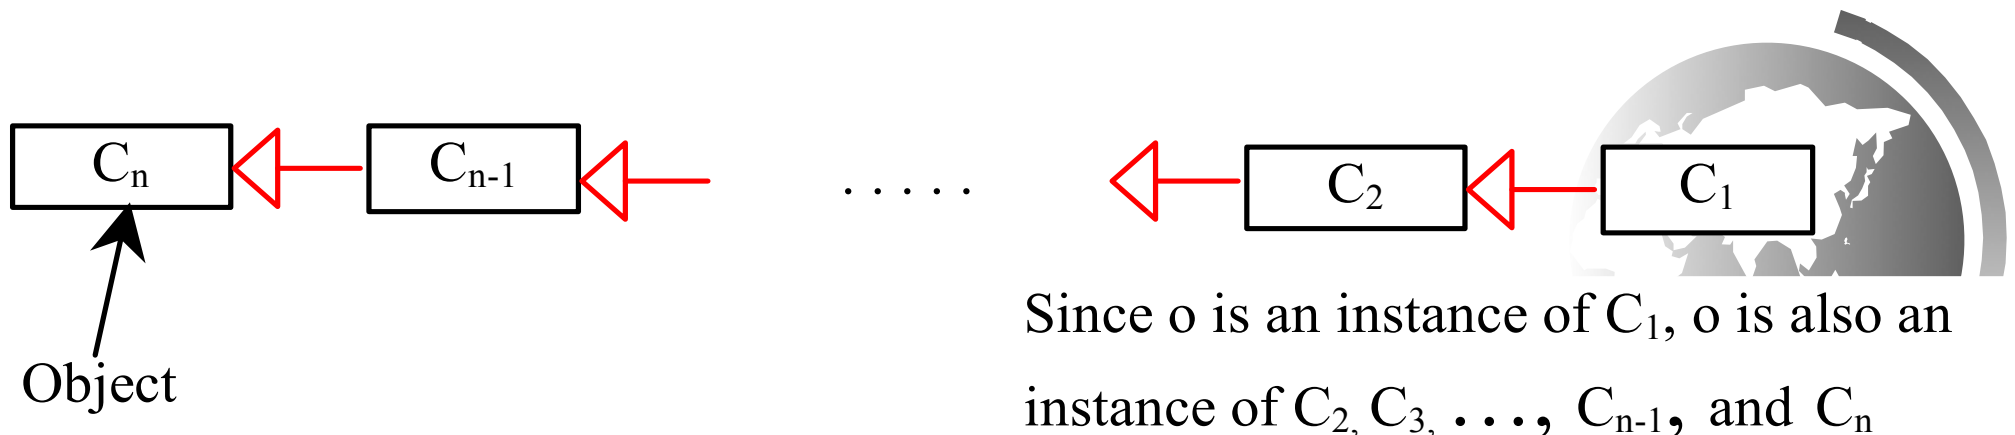 Cn Cn-1 ..... C2 C1
Object
Since o is an instance of C1, o is also an
instance of C2, C3, ..., Cn-1, and Cn